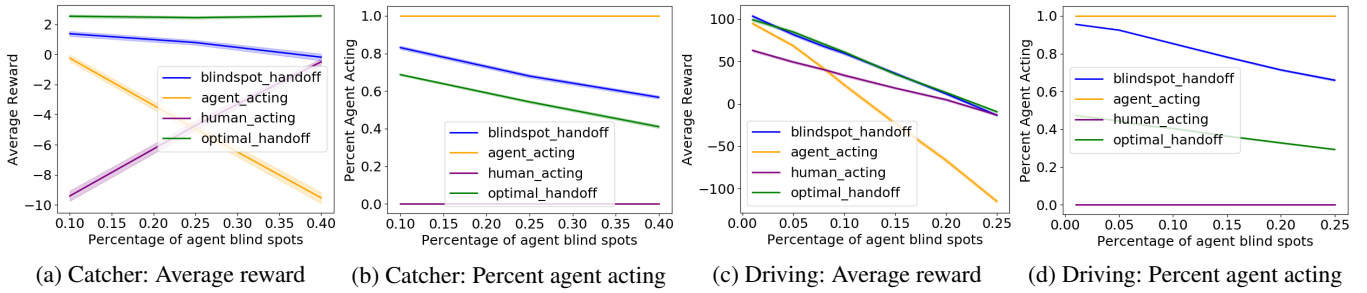 Average Reward
2
0
−2
−4
−6
−8
−10
blindspot_handoff
agent_acting
human_acting
optimal_handoff
0.10 0.15 0.20 0.25 0.30 0.35 0.40
Percentage of agent blind spots
(a) Catcher: Average reward
Percent Agent Acting
1.0
0.8
0.6
0.4
0.2
0.0
blindspot_handoff
agent_acting
human_acting
optimal_handoff
0.10 0.15 0.20 0.25 0.30 0.35 0.40
Percentage of agent blind spots
(b) Catcher: Percent agent acting
Average Reward
100
50
0
−50
−100
blindspot_handoff
agent_acting
human_acting
optimal_handoff
0.00 0.05 0.10 0.15 0.20 0.25
Percentage of agent blind spots
(c) Driving: Average reward
Percent Agent Acting
1.0
0.8
0.6
0.4
0.2
0.0
blindspot_handoff
agent_acting
human_acting
optimal_handoff
0.00 0.05 0.10 0.15 0.20 0.25
Percentage of agent blind spots
(d) Driving: Percent agent acting